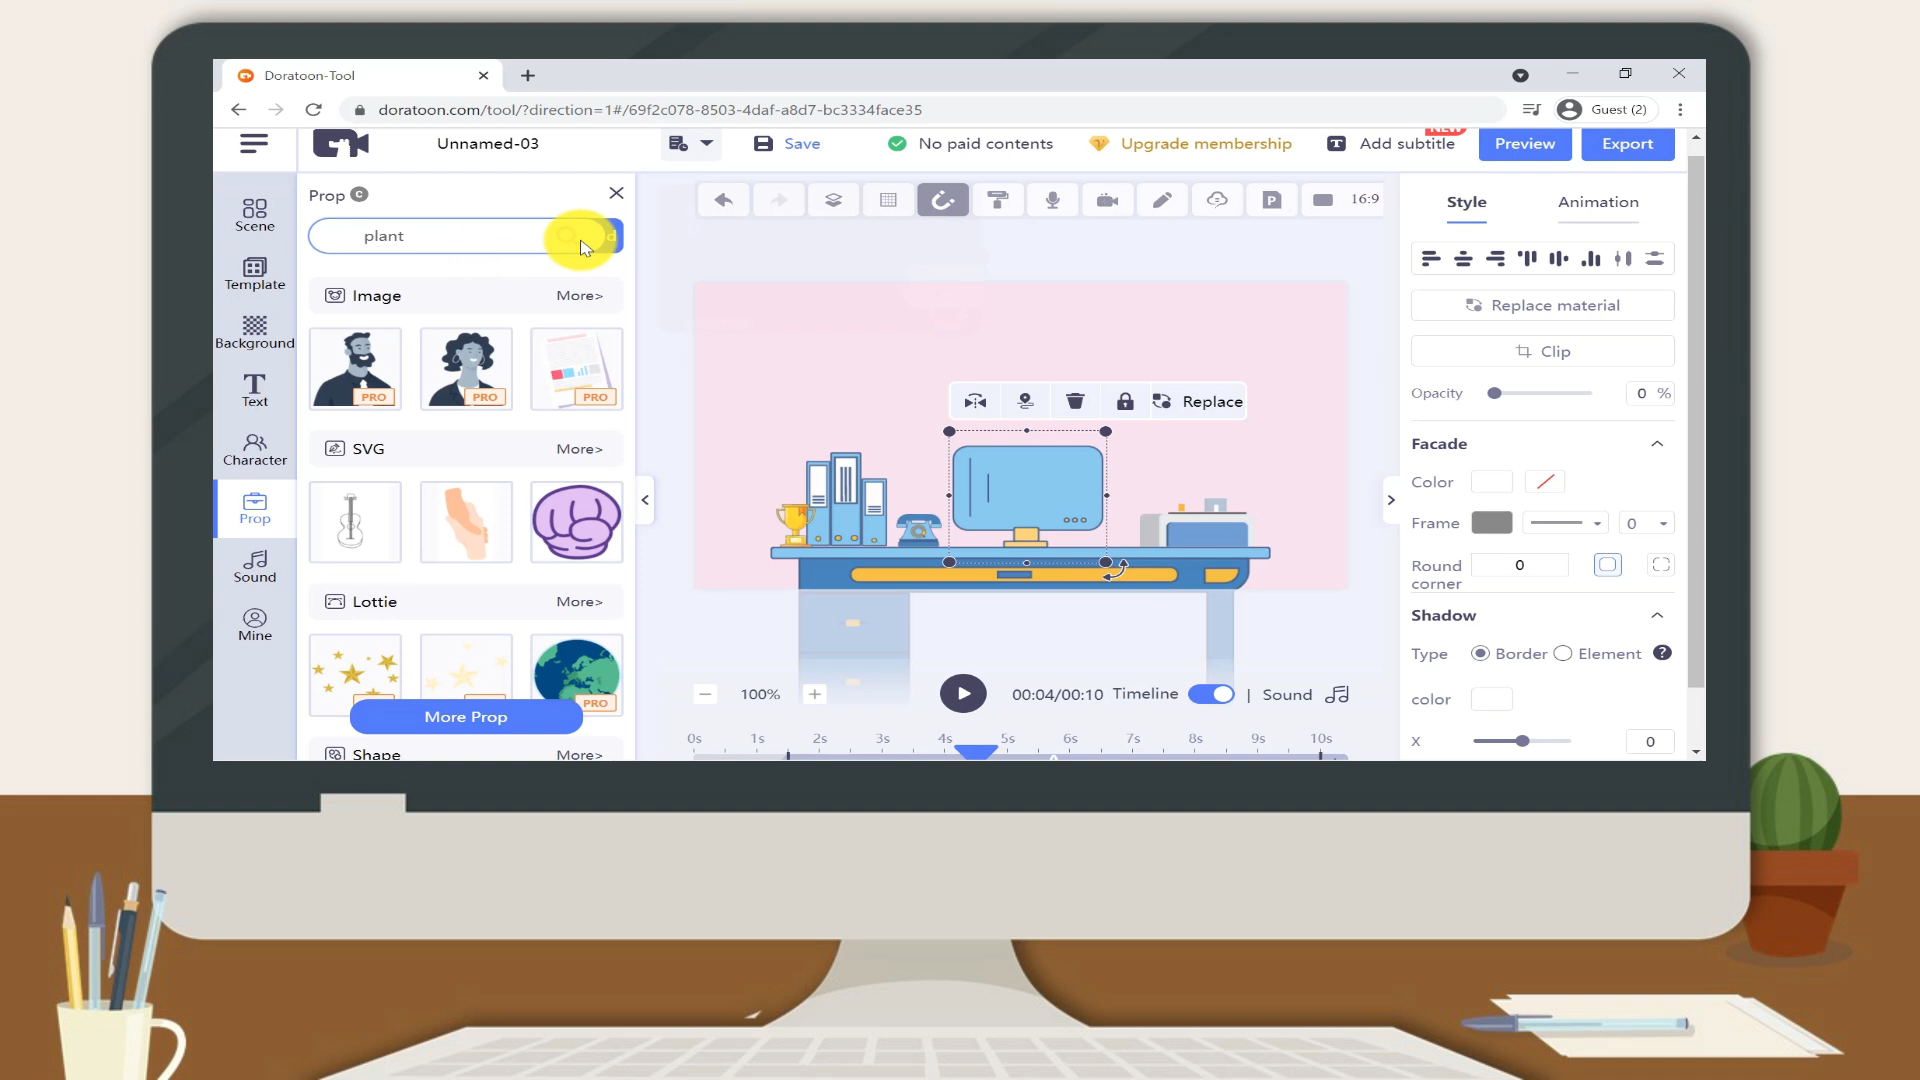 Doratoon-Tool
doratoon.com/tool/?direction=1#/69f2c078-8503-4daf-a8d7-bc3334face35
Guest (2)
Unnamed-03
Save
No paid contents
Upgrade membership
Add subtitle
NEW
Preview
Export
Scene
Template
Background
Text
Character
Prop
Sound
Mine
Prop C
plant
Image
More>
PRO
PRO
PRO
SVG
More>
Lottie
More>
PRO
More Prop
Shape
More>
16:9
Replace
100%
00:04/00:10
Timeline
Sound
0s 1s 2s 3s 4s 5s 6s 7s 8s 9s 10s
Style
Animation
Replace material
Clip
Opacity
0 %
Facade
Color
Frame
0
Round corner
0
Shadow
Type
Border
Element
color
X
0